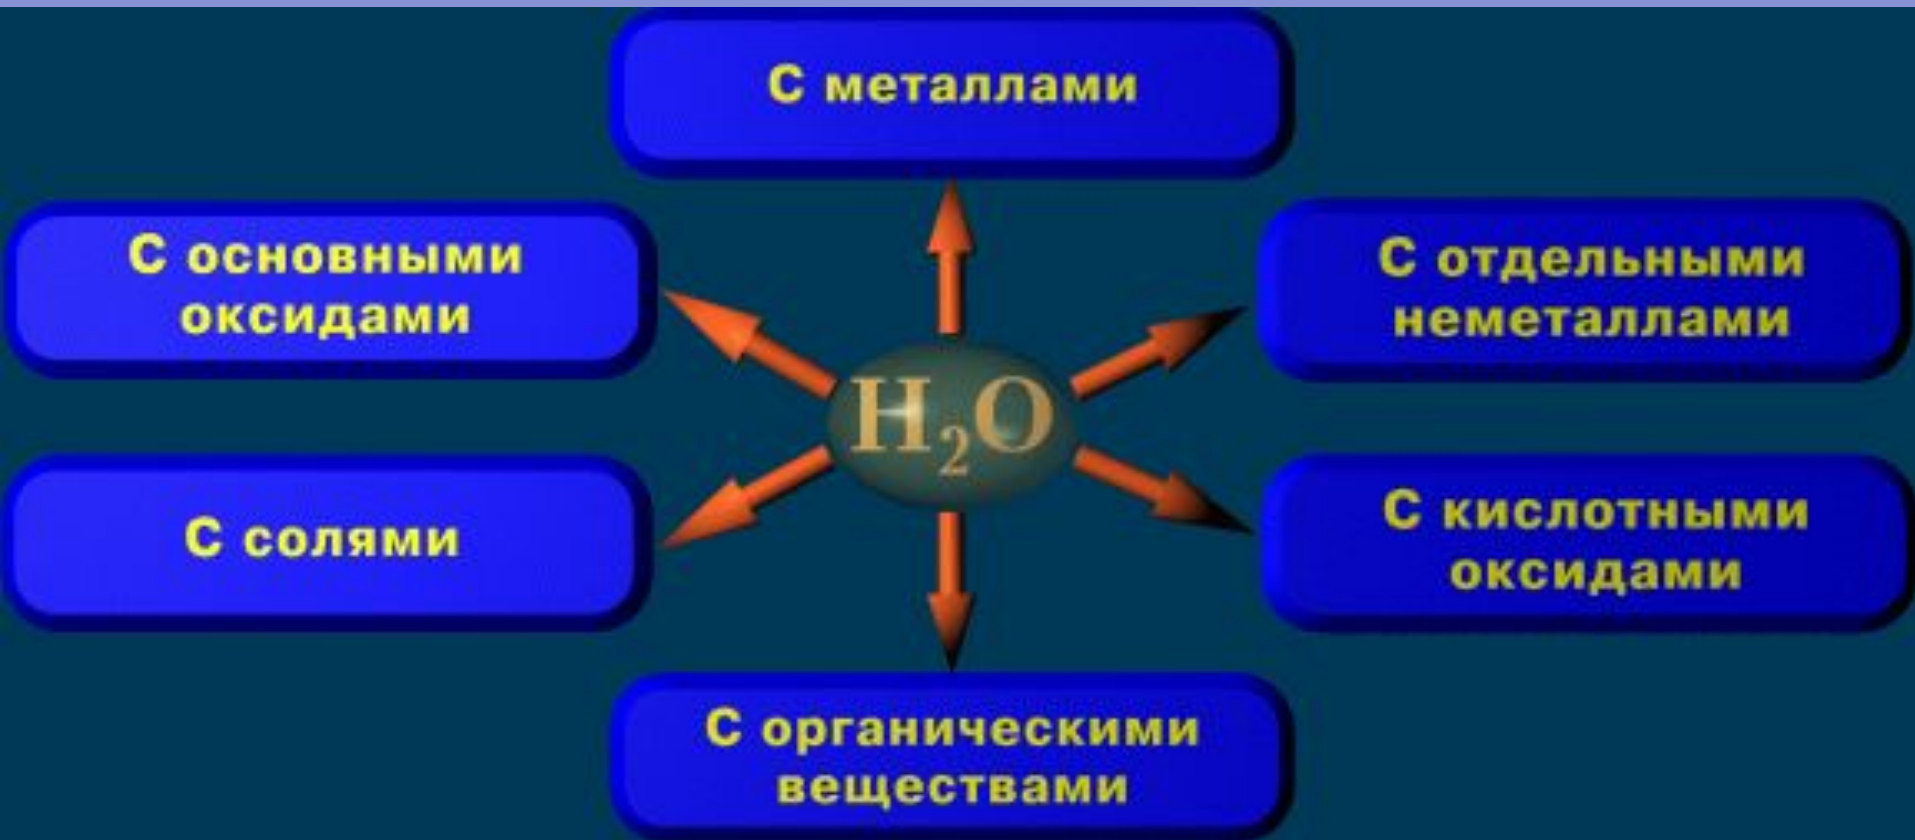 С металлами
С основными
оксидами
С отдельными
неметаллами
H₂O
С солями
С кислотными
оксидами
С органическими
веществами